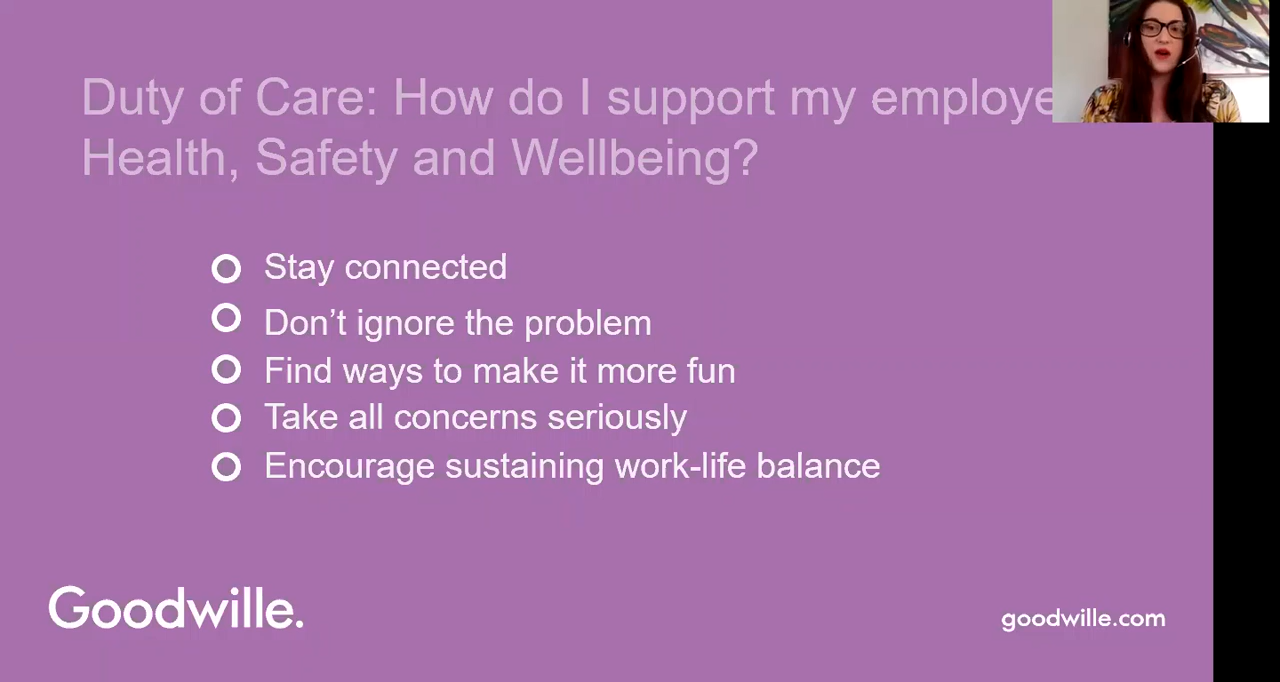 Duty of Care: How do I support my employe
Health, Safety and Wellbeing?
Stay connected
Don’t ignore the problem
Find ways to make it more fun
Take all concerns seriously
Encourage sustaining work-life balance
Goodwille.
goodwille.com